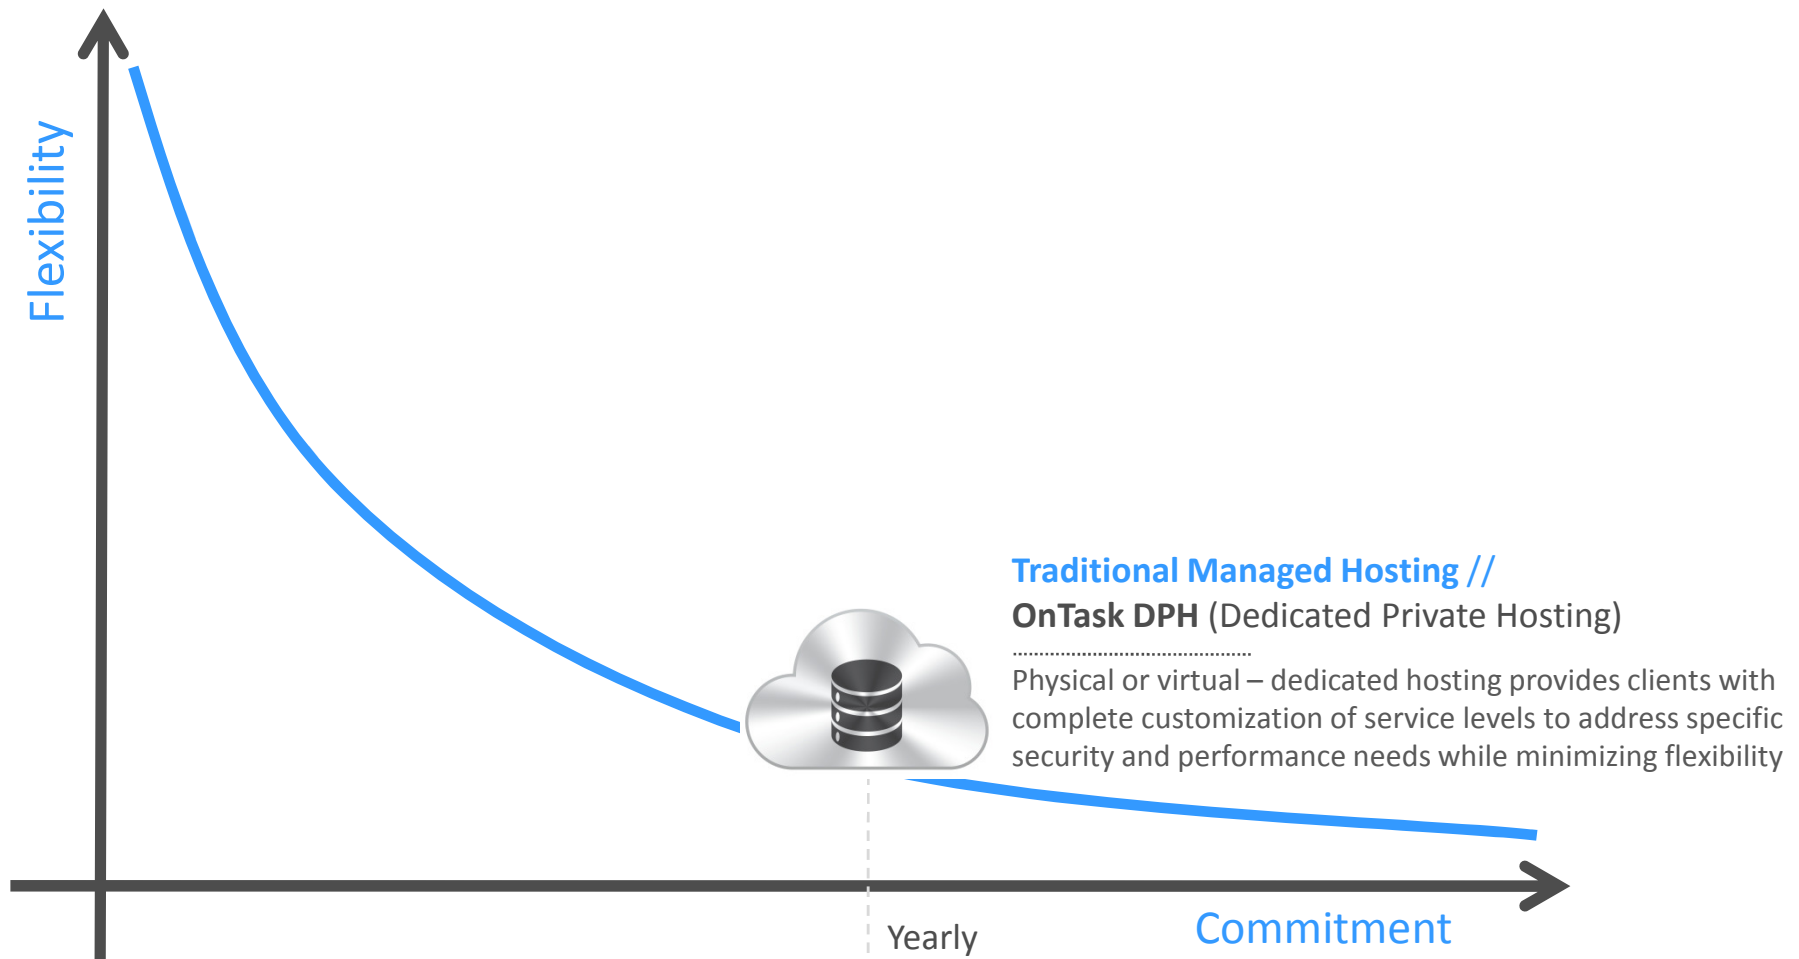 Flexibility
Traditional Managed Hosting //
OnTask DPH (Dedicated Private Hosting)
Physical or virtual – dedicated hosting provides clients with
complete customization of service levels to address specific
security and performance needs while minimizing flexibility
Commitment
Yearly